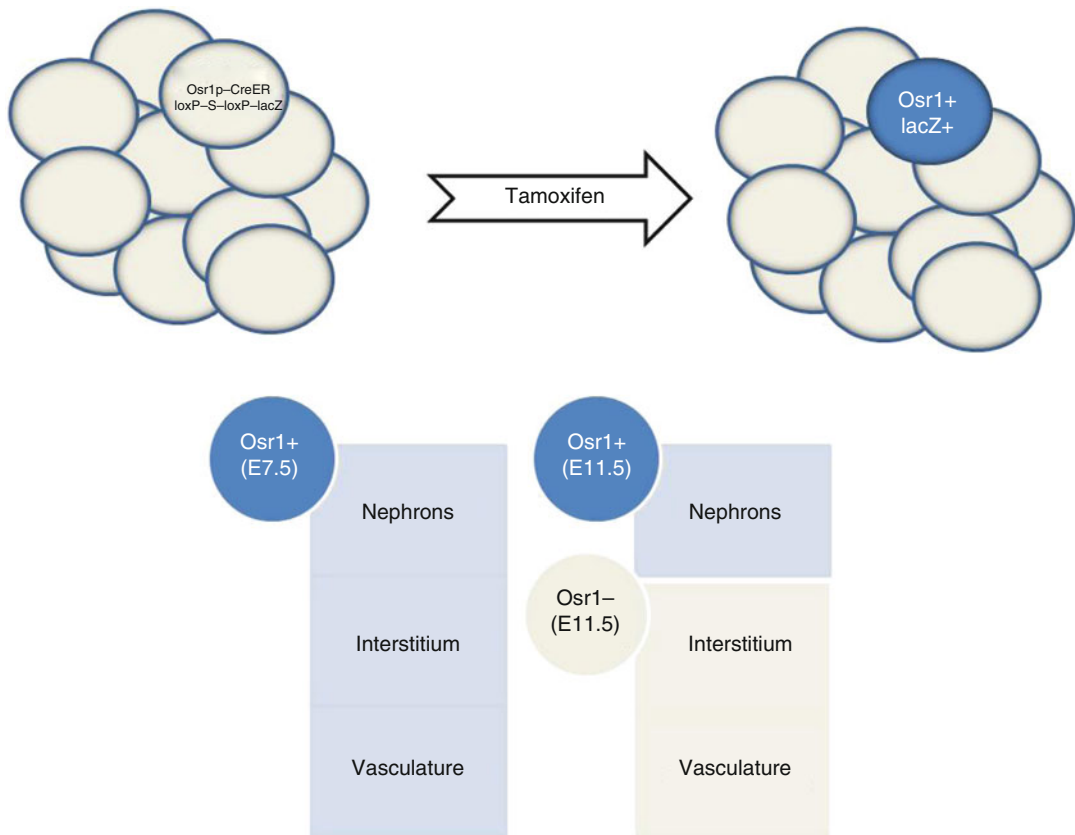 Osr1p–CreER
loxP–S–loxP–lacZ
Tamoxifen
Osr1+
lacZ+
Osr1+
(E7.5)
Nephrons
Interstitium
Vasculature
Osr1+
(E11.5)
Nephrons
Osr1–
(E11.5)
Interstitium
Vasculature